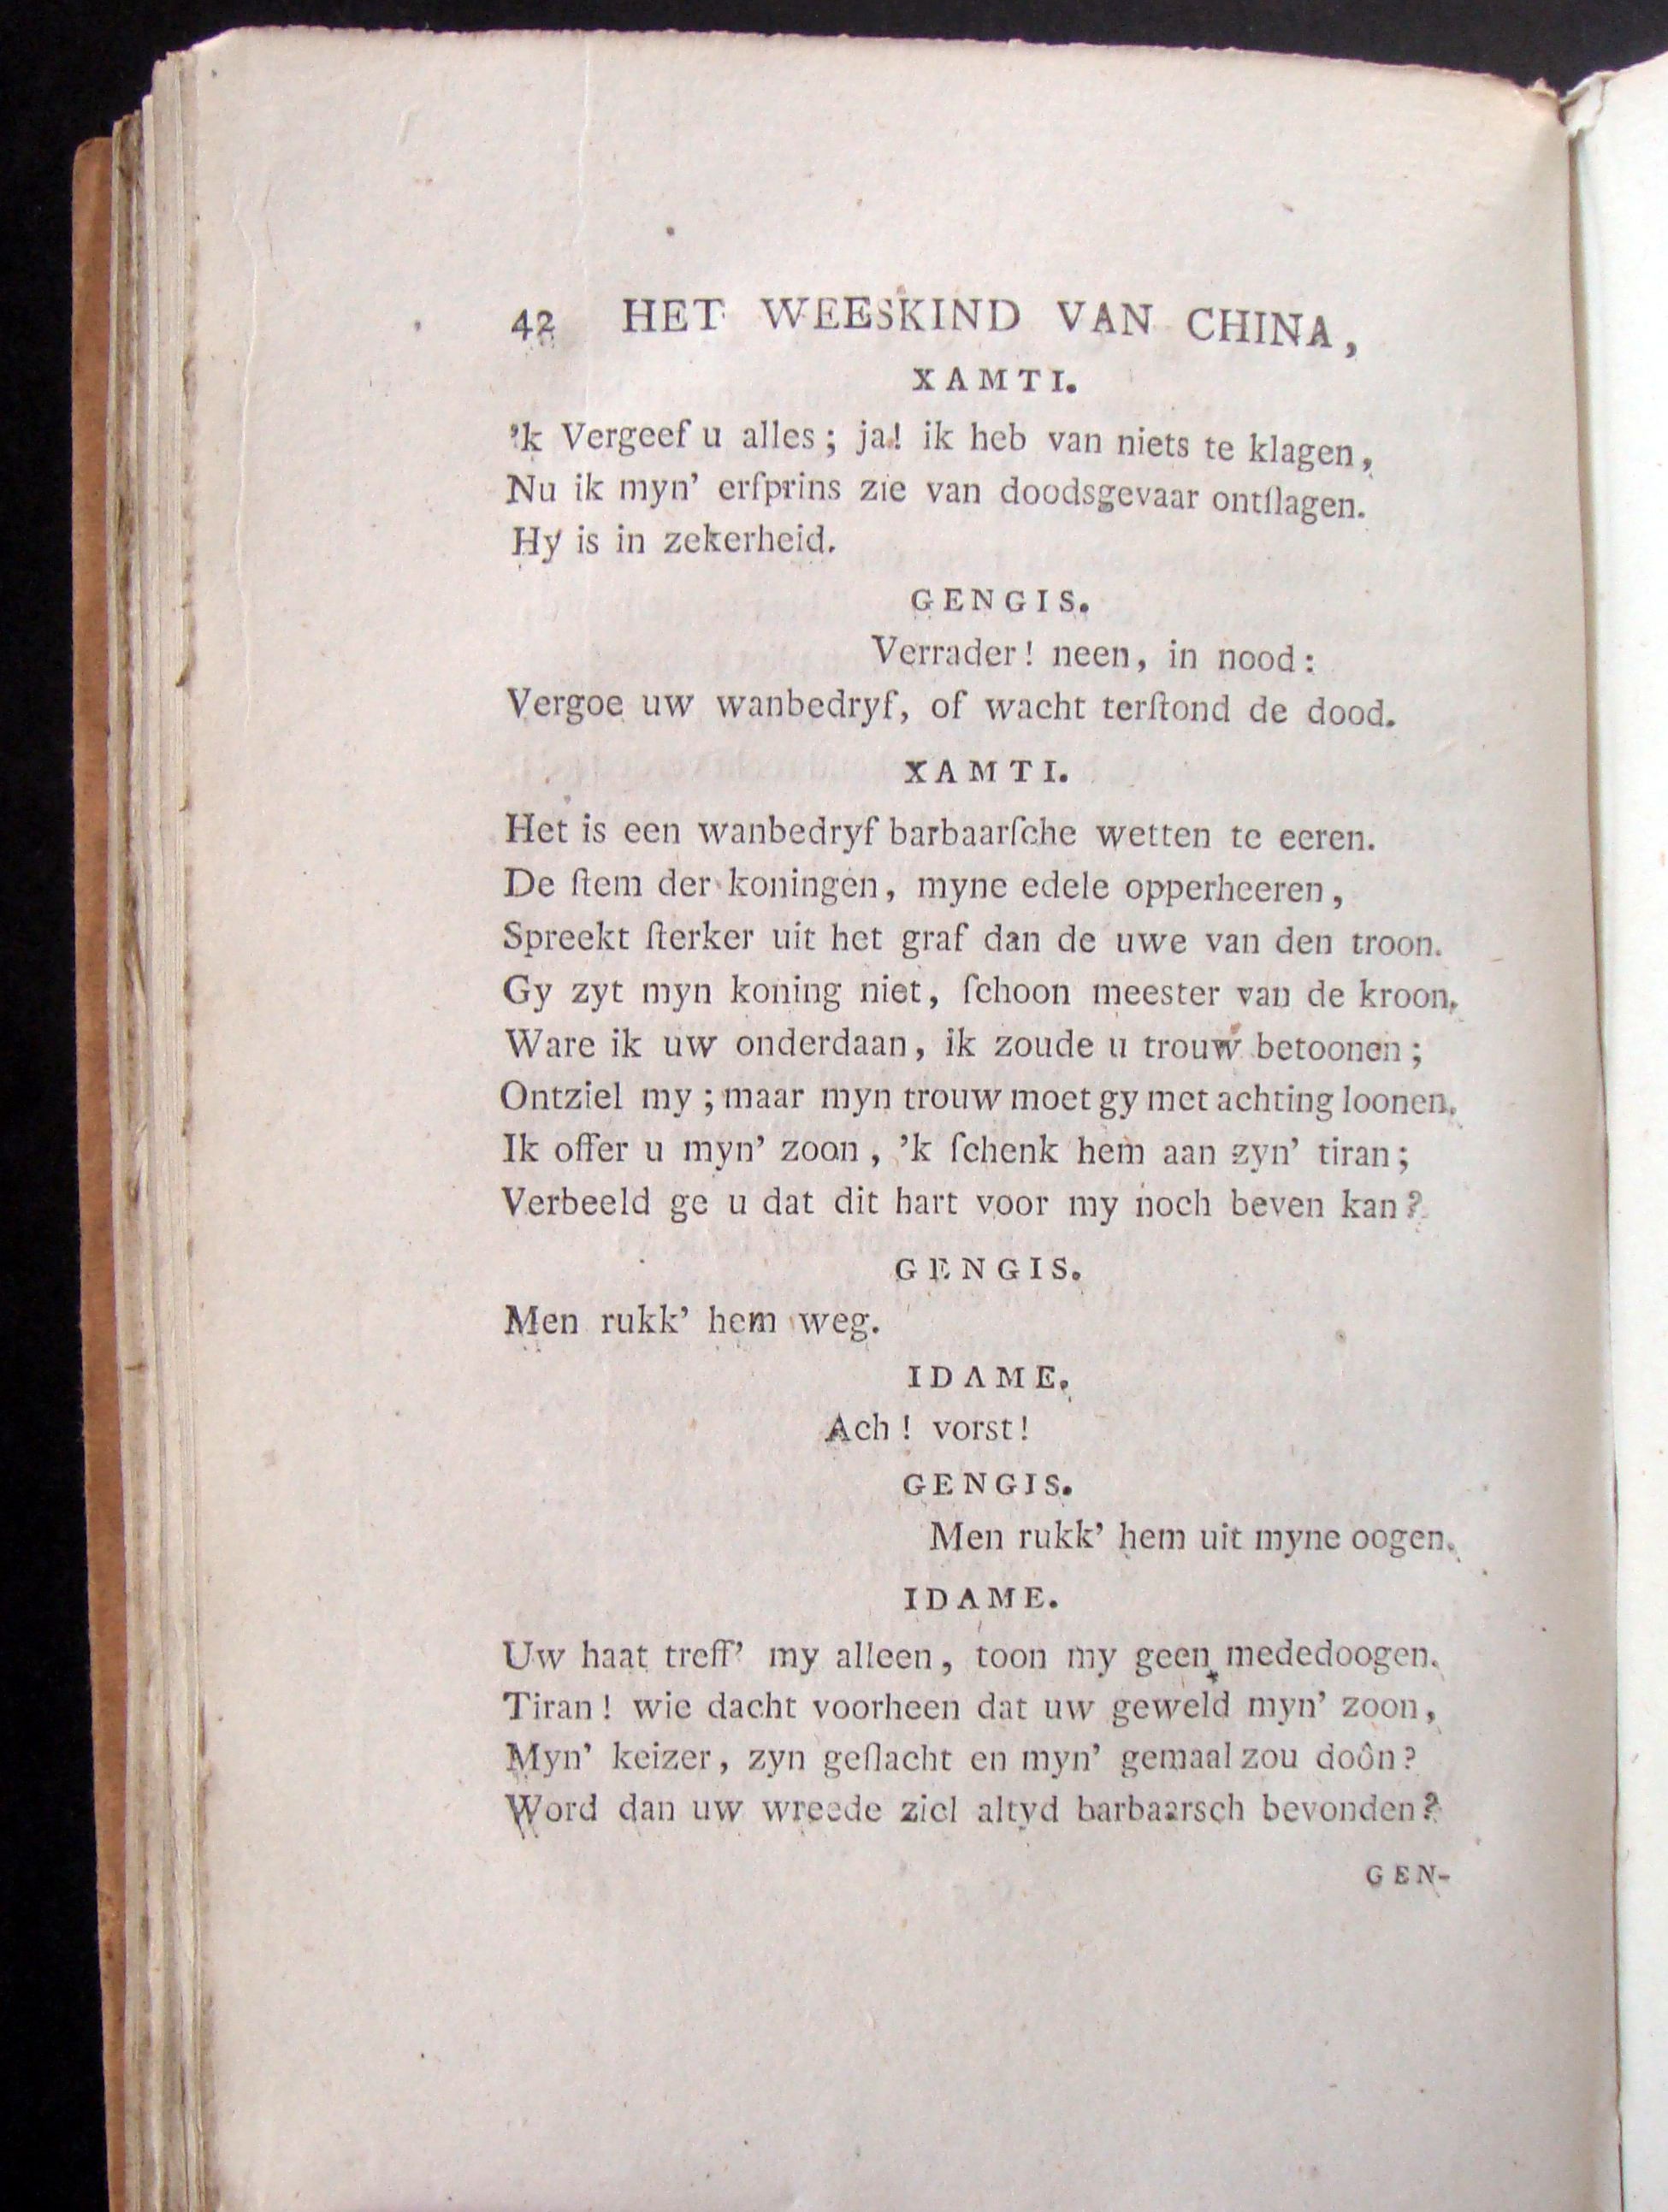 42 HET WEESKIND VAN CHINA,
XAMTI.
'k Vergeef u alles; ja! ik heb van niets te klagen,
Nu ik myn' erfprins zie van doodsgevaar ontſlagen.
Hy is in zekerheid.
GENGIS.
Verrader! neen, in nood:
Vergoe uw wanbedryf, of wacht terſtond de dood.
XAMTI.
Het is een wanbedryf barbaarſche wetten te eeren.
De ſtem der koningen, myne edele opperheeren,
Spreekt ſterker uit het graf dan de uwe van den troon.
Gy zyt myn koning niet, ſchoon meester van de kroon.
Ware ik uw onderdaan, ik zoude u trouw betoonen;
Ontziel my; maar myn trouw moet gy met achting loonen.
Ik offer u myn' zoon, 'k ſchenk hem aan zyn' tiran;
Verbeeld ge u dat dit hart voor my noch beven kan?
GENGIS.
Men rukk' hem weg.
IDAME.
Ach! vorst!
GENGIS.
Men rukk' hem uit myne oogen.
IDAME.
Uw haat treff' my alleen, toon my geen mededoogen.
Tiran! wie dacht voorheen dat uw geweld myn' zoon,
Myn' keizer, zyn geſlacht en myn' gemaal zou doôn?
Word dan uw wreede ziel altyd barbaarsch bevonden?
GEN-